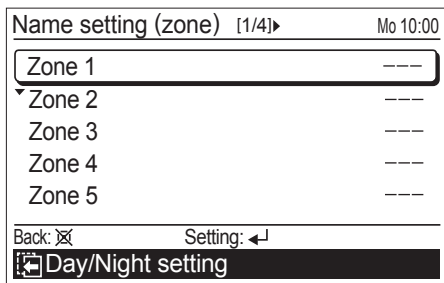 Name setting (zone) [1/4]▸ Mo 10:00
Zone 1 –––
Zone 2 –––
Zone 3 –––
Zone 4 –––
Zone 5 –––
Back: Setting: ↵
Day/Night setting